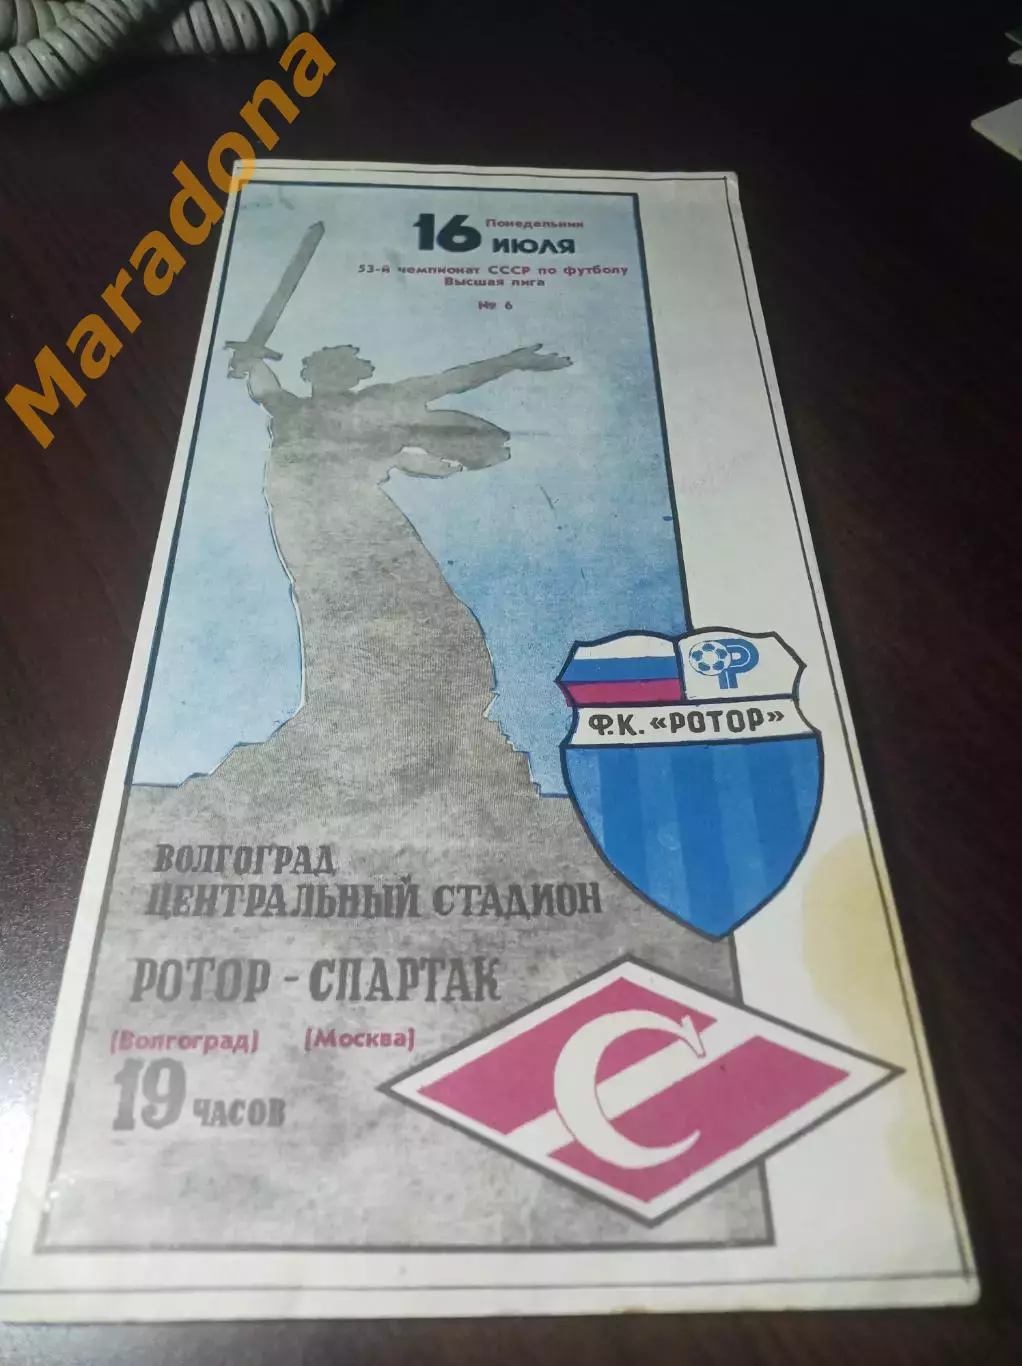 Maradona
16 Понедельник
ИЮЛЯ
53-й чемпионат СССР по футболу
Высшая лига
№ 6
Р
Ф.К. «РОТОР»
ВОЛГОГРАД
ЦЕНТРАЛЬНЫЙ СТАДИОН
РОТОР - СПАРТАК
(Волгоград) (Москва)
19 ЧАСОВ
С